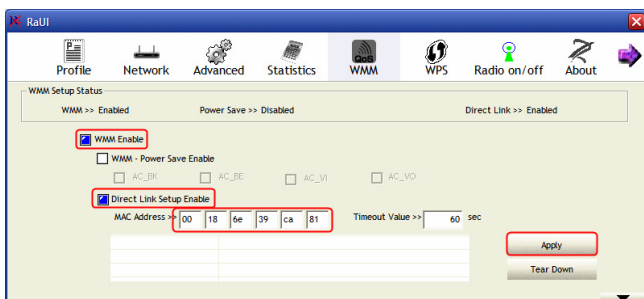 RaUI
Profile Network Advanced Statistics QoS WMM WPS Radio on/off About
WMM Setup Status
WMM >> Enabled Power Save >> Disabled Direct Link >> Enabled
WMM Enable
WMM - Power Save Enable
AC_BK AC_BE AC_VI AC_VO
Direct Link Setup Enable
MAC Address >> 00 18 6e 39 ca 81 Timeout Value >> 60 sec
Apply
Tear Down